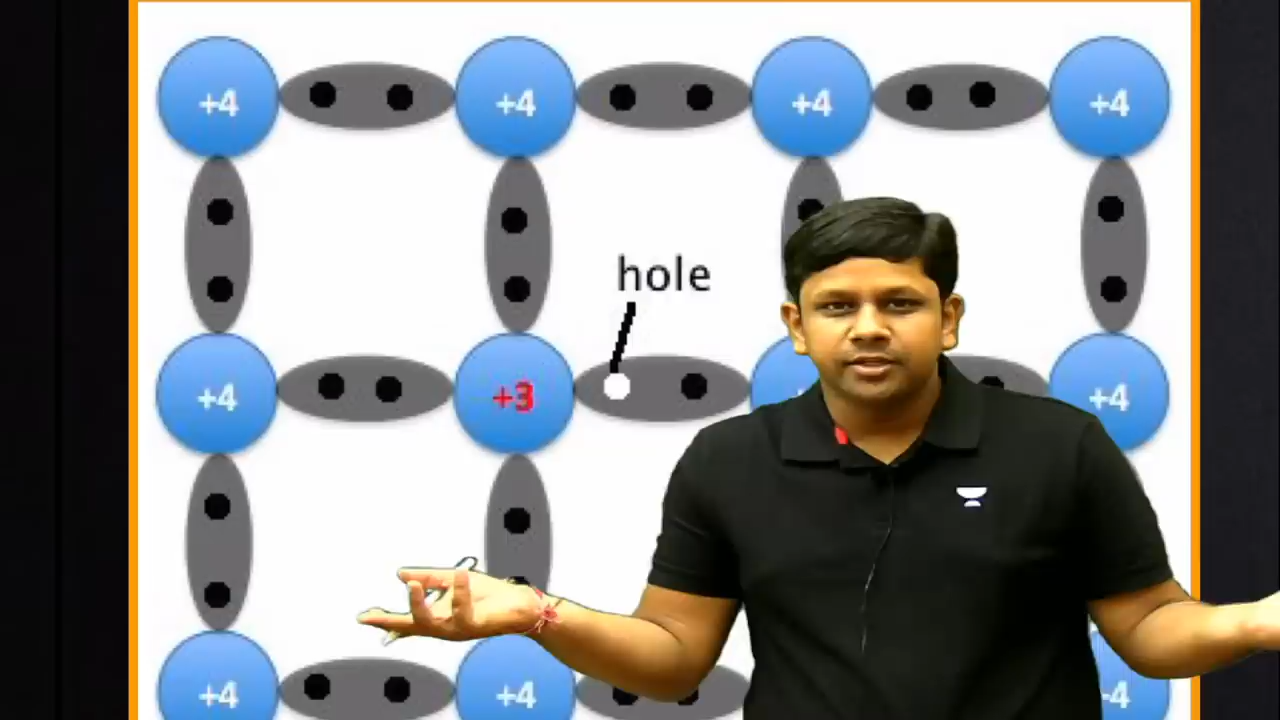 +4 +4 +4 +4
hole
+4 +3 +4
+4 +4